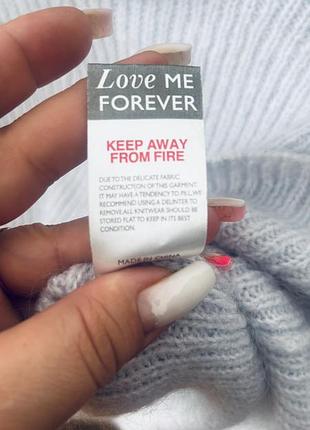 Love ME
FOREVER
KEEP AWAY
FROM FIRE
DUE TO THE DELICATE FABRIC
CONSTRUCTION OF THIS GARMENT
IT MAY HAVE A TENDENCY TO PILL, WE
RECOMMEND USING A DELINTER TO
REMOVE. ALL KNITWEAR SHOULD BE
STORED FLAT TO KEEP IN ITS BEST
CONDITION.
MADE IN CHINA